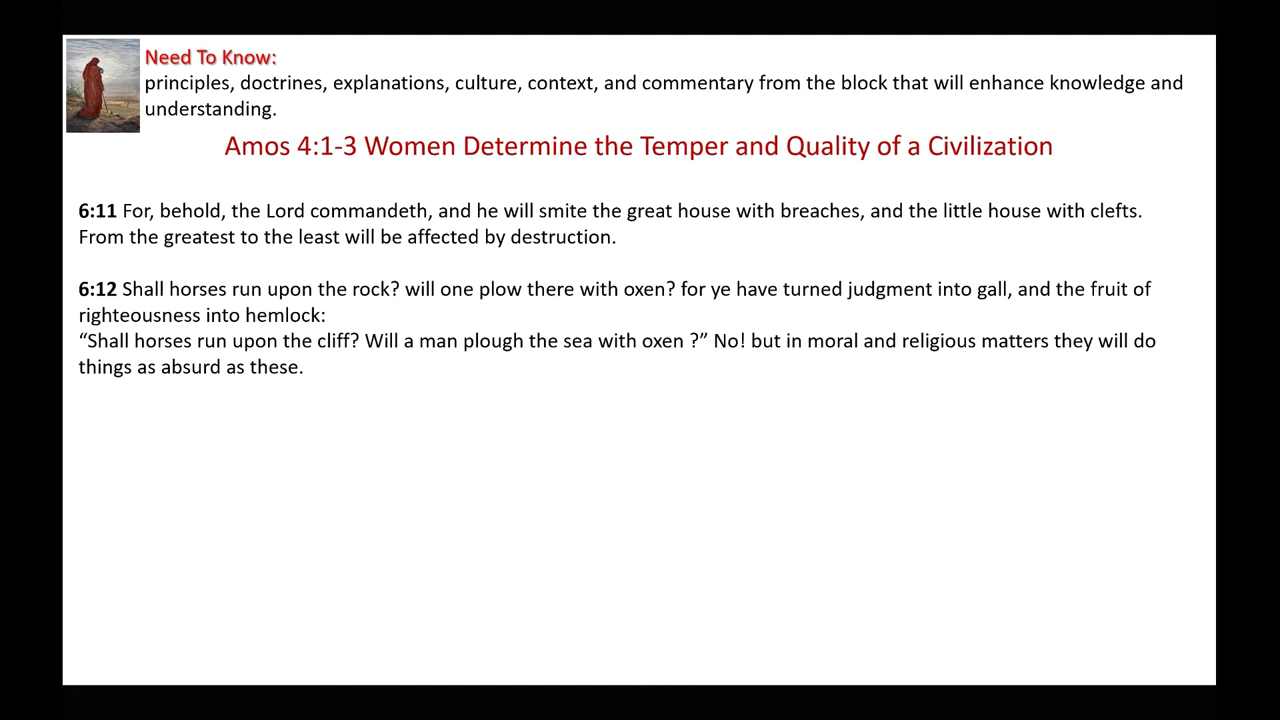 Need To Know:
principles, doctrines, explanations, culture, context, and commentary from the block that will enhance knowledge and
understanding.
Amos 4:1-3 Women Determine the Temper and Quality of a Civilization
6:11 For, behold, the Lord commandeth, and he will smite the great house with breaches, and the little house with clefts.
From the greatest to the least will be affected by destruction.
6:12 Shall horses run upon the rock? will one plow there with oxen? for ye have turned judgment into gall, and the fruit of
righteousness into hemlock:
“Shall horses run upon the cliff? Will a man plough the sea with oxen ?” No! but in moral and religious matters they will do
things as absurd as these.